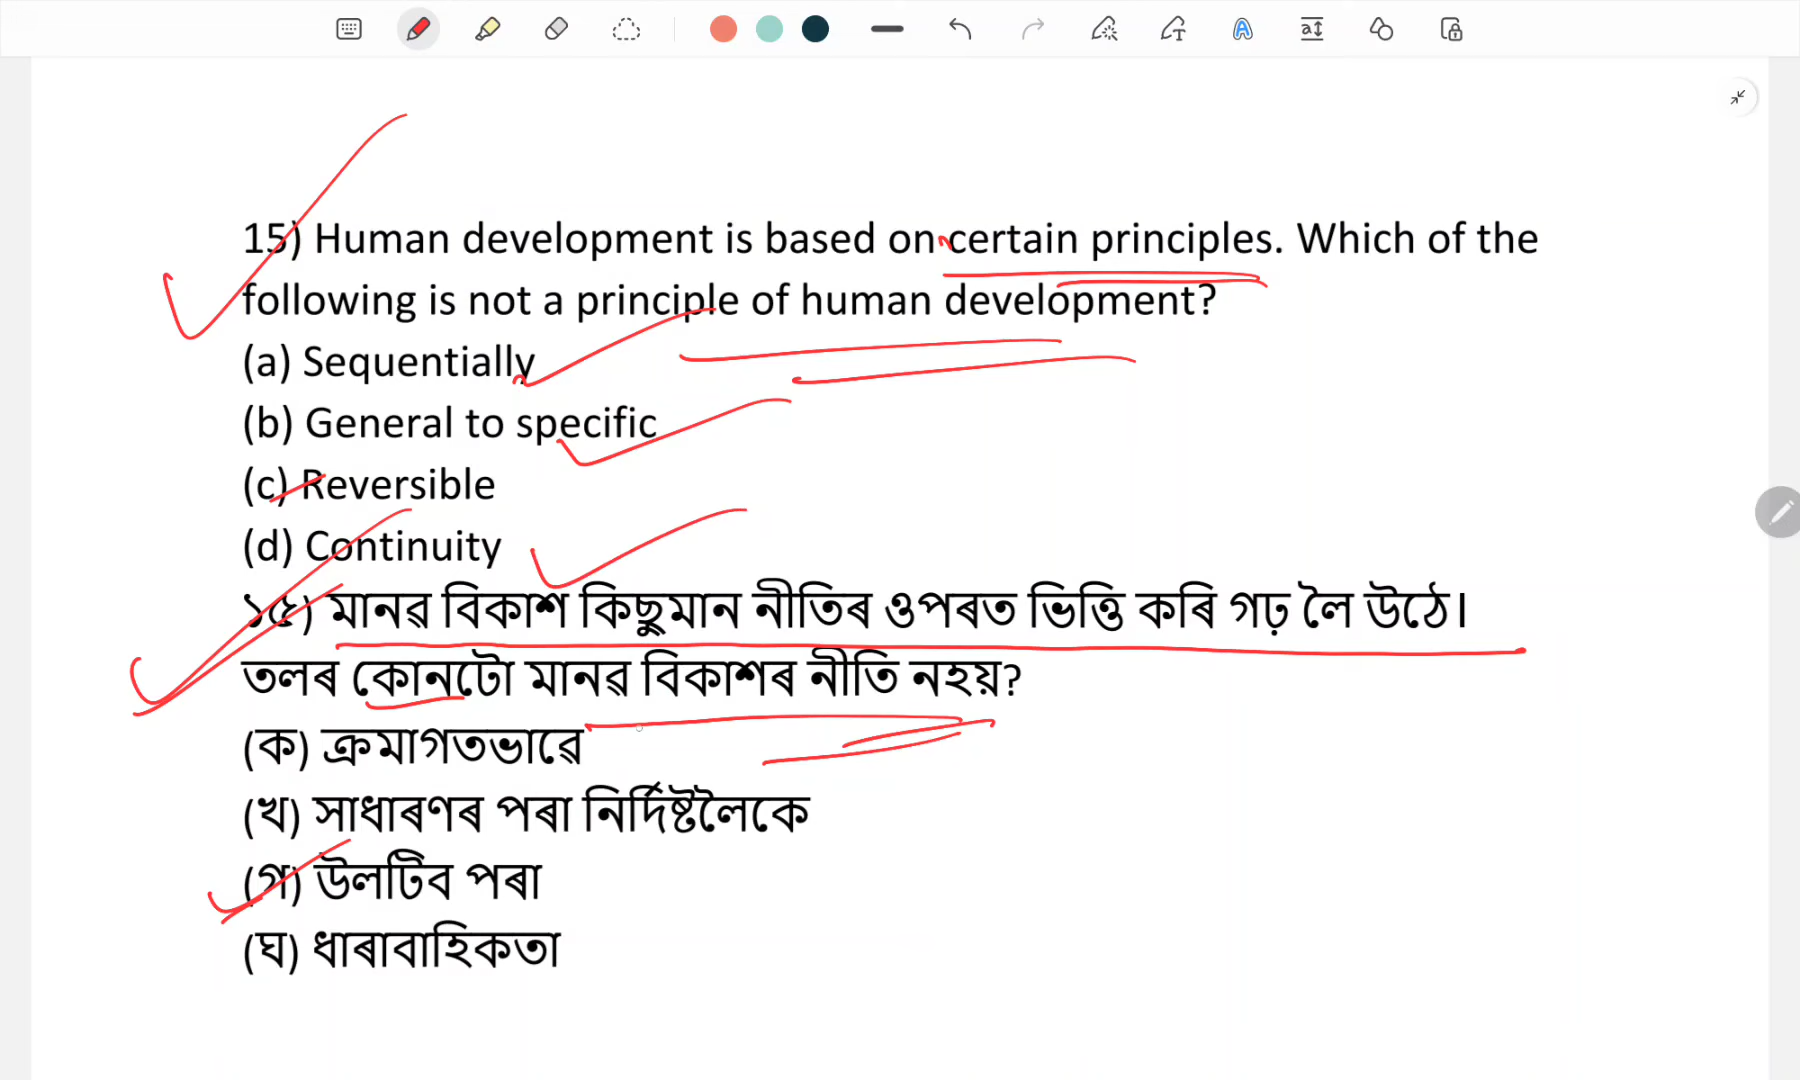 15) Human development is based on certain principles. Which of the
following is not a principle of human development?
(a) Sequentially
(b) General to specific
(c) Reversible
(d) Continuity
১৫) মানৱ বিকাশ কিছুমান নীতিৰ ওপৰত ভিত্তি কৰি গঢ় লৈ উঠে।
তলৰ কোনটো মানৱ বিকাশৰ নীতি নহয়?
(ক) ক্ৰমাগতভাৱে
(খ) সাধাৰণৰ পৰা নিৰ্দিষ্টলৈকে
(গ) উলটিব পৰা
(ঘ) ধাৰাবাহিকতা